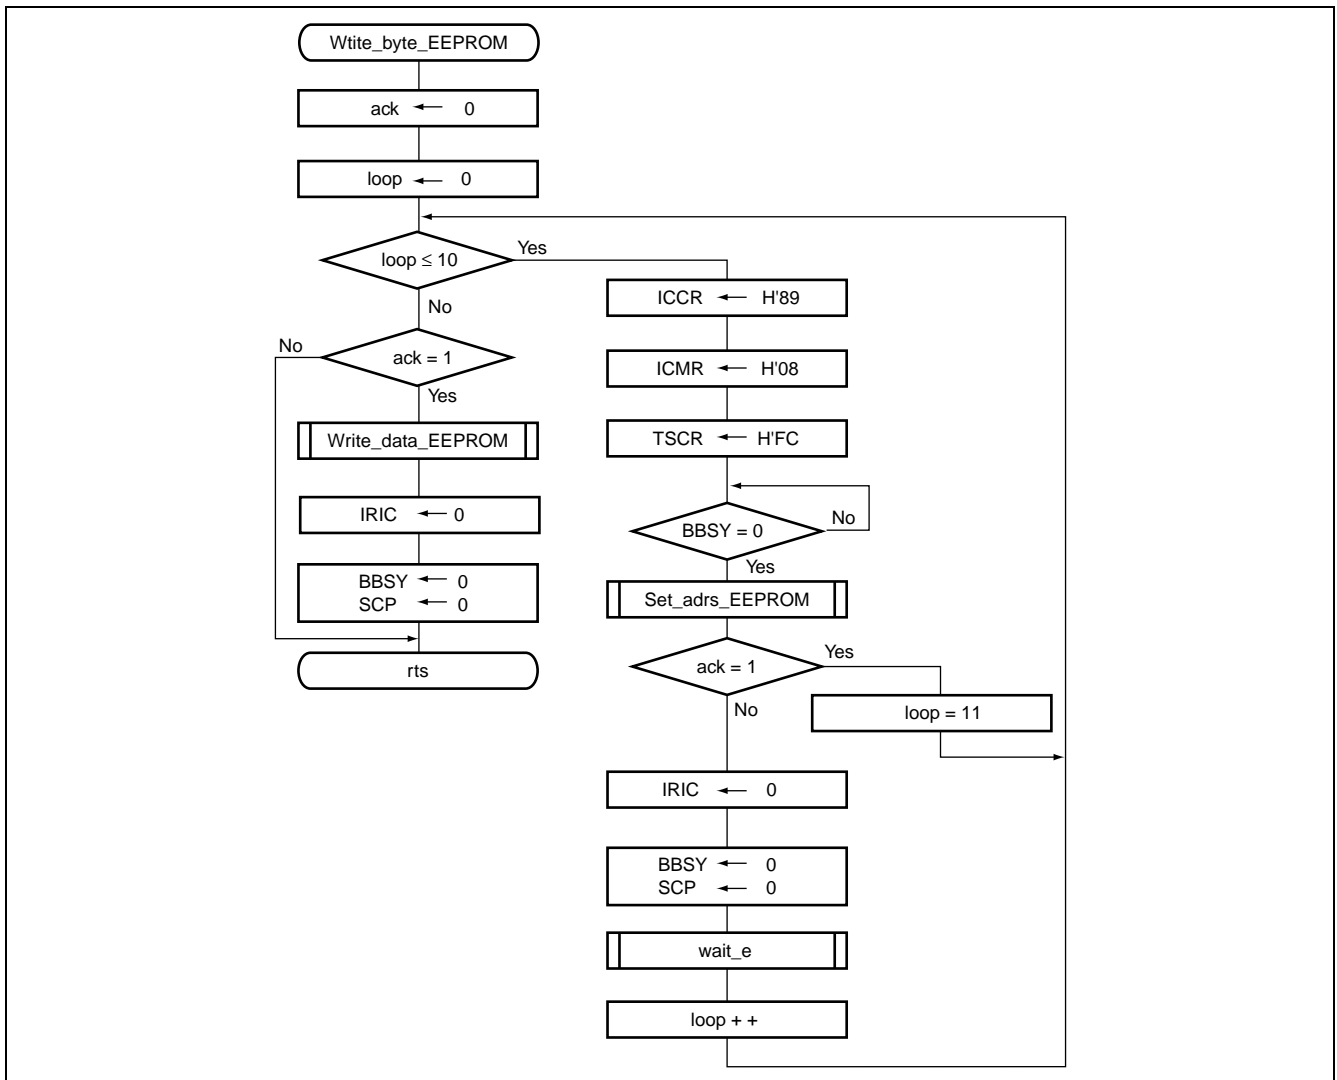 Wtite_byte_EEPROM
ack ← 0
loop ← 0
loop ≤ 10
Yes
No
ack = 1
No
Yes
Write_data_EEPROM
IRIC ← 0
BBSY ← 0
SCP ← 0
rts
ICCR ← H'89
ICMR ← H'08
TSCR ← H'FC
BBSY = 0
No
Yes
Set_adrs_EEPROM
ack = 1
Yes
No
loop = 11
IRIC ← 0
BBSY ← 0
SCP ← 0
wait_e
loop + +